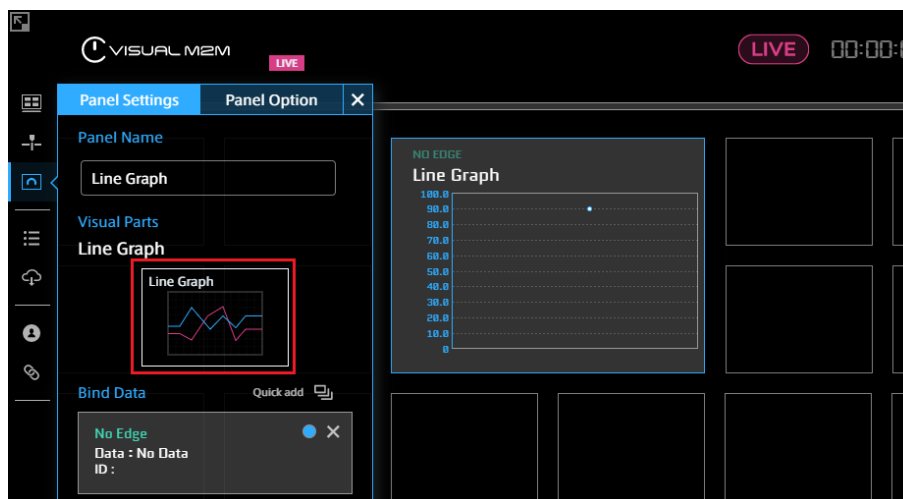 VISUAL M2M
LIVE
LIVE
00:00:
Panel Settings
Panel Option
Panel Name
Line Graph
Visual Parts
Line Graph
Line Graph
Bind Data
Quick add
No Edge
Data : No Data
ID :
NO EDGE
Line Graph
100.0
90.0
80.0
70.0
60.0
50.0
40.0
30.0
20.0
10.0
0